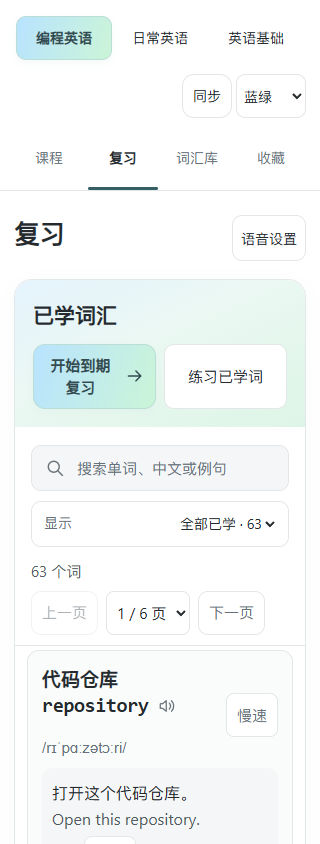 编程英语 日常英语 英语基础
同步 蓝绿
课程 复习 词汇库 收藏
复习 语音设置
已学词汇
开始到期
复习
练习已学词
搜索单词、中文或例句
显示 全部已学 · 63
63 个词
上一页 1 / 6 页 下一页
代码仓库
repository
慢速
/rɪˈpɑːzətɔːri/
打开这个代码仓库。
Open this repository.